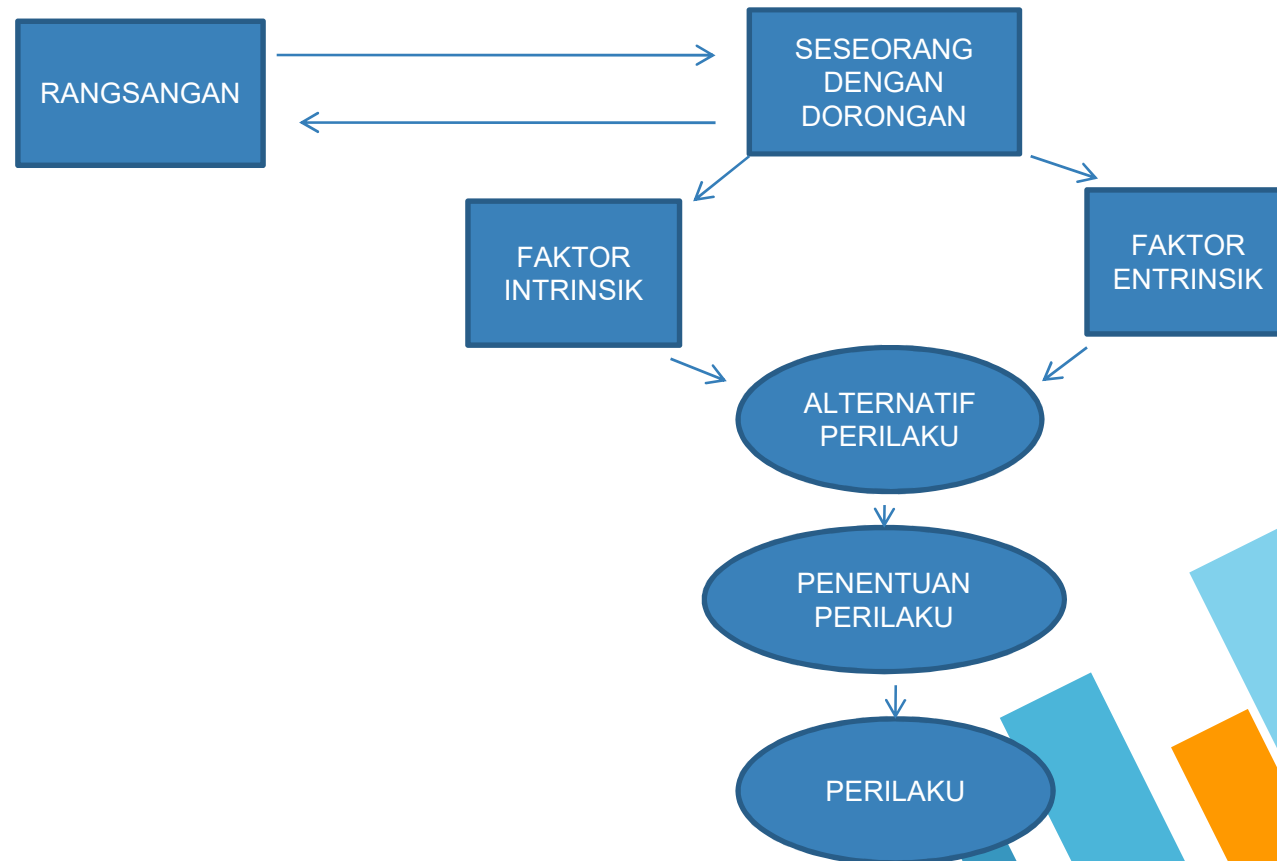 RANGSANGAN
SESEORANG
DENGAN
DORONGAN
FAKTOR
INTRINSIK
FAKTOR
ENTRINSIK
ALTERNATIF
PERILAKU
PENENTUAN
PERILAKU
PERILAKU